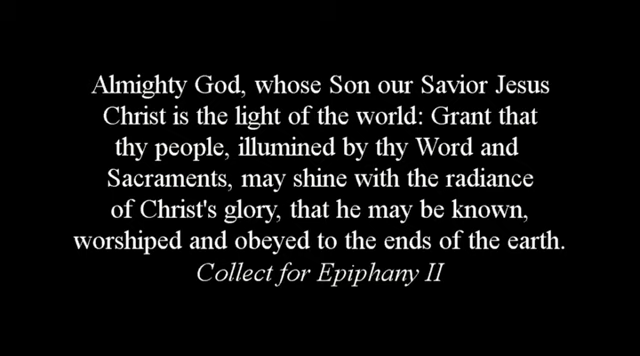 Almighty God, whose Son our Savior Jesus
Christ is the light of the world: Grant that
thy people, illumined by thy Word and
Sacraments, may shine with the radiance
of Christ's glory, that he may be known,
worshiped and obeyed to the ends of the earth.
Collect for Epiphany II